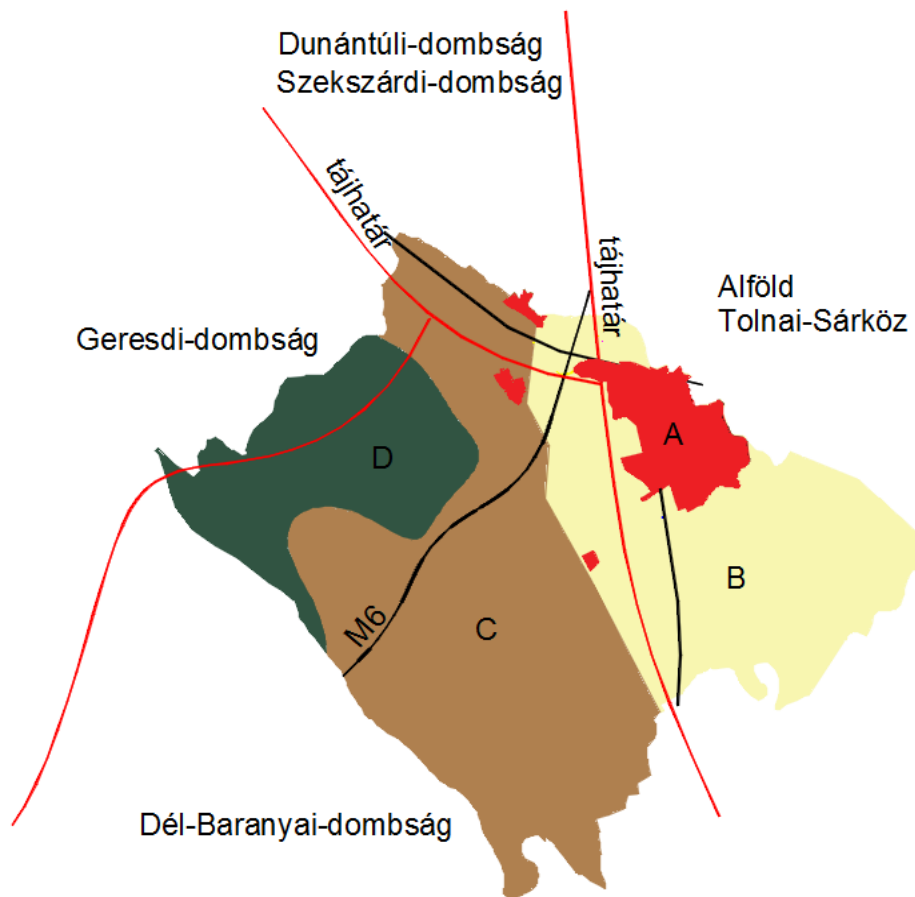 Dunántúli-dombság
Szekszárdi-dombság
tájhatár
tájhatár
Alföld
Tolnai-Sárköz
Geresdi-dombság
A
D
B
M6
C
Dél-Baranyai-dombság